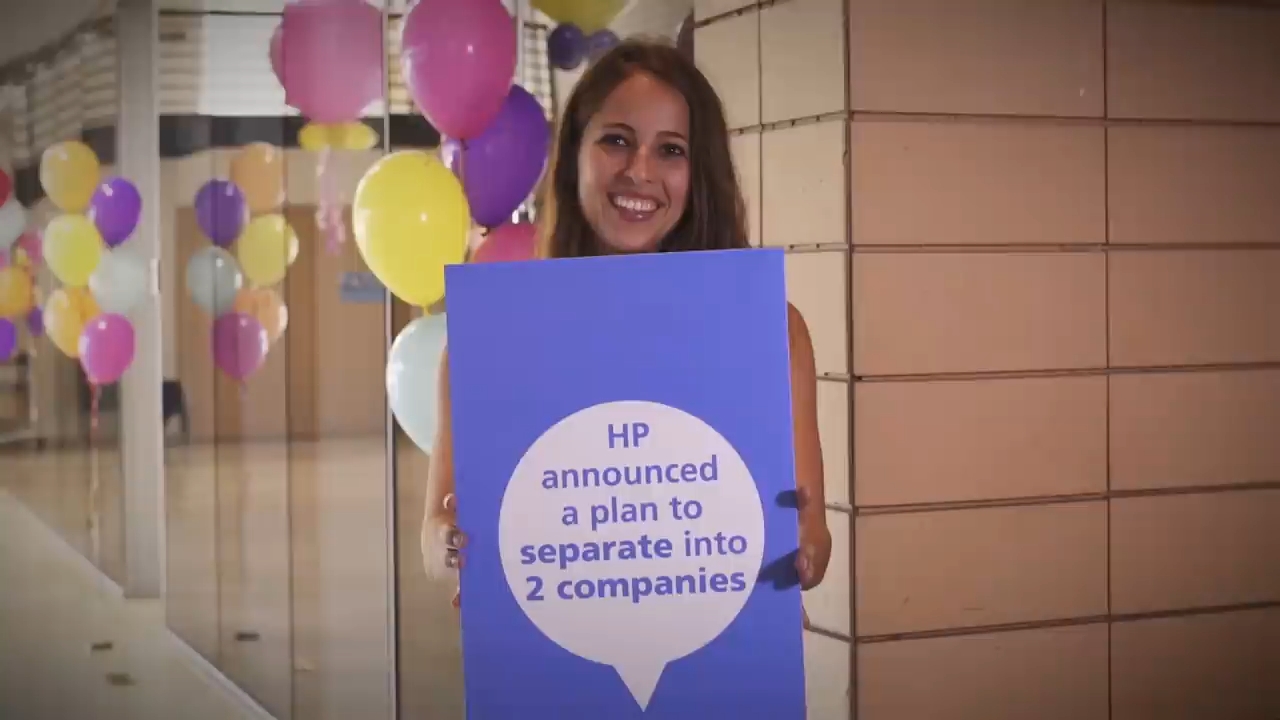 HP
announced
a plan to
separate into
2 companies